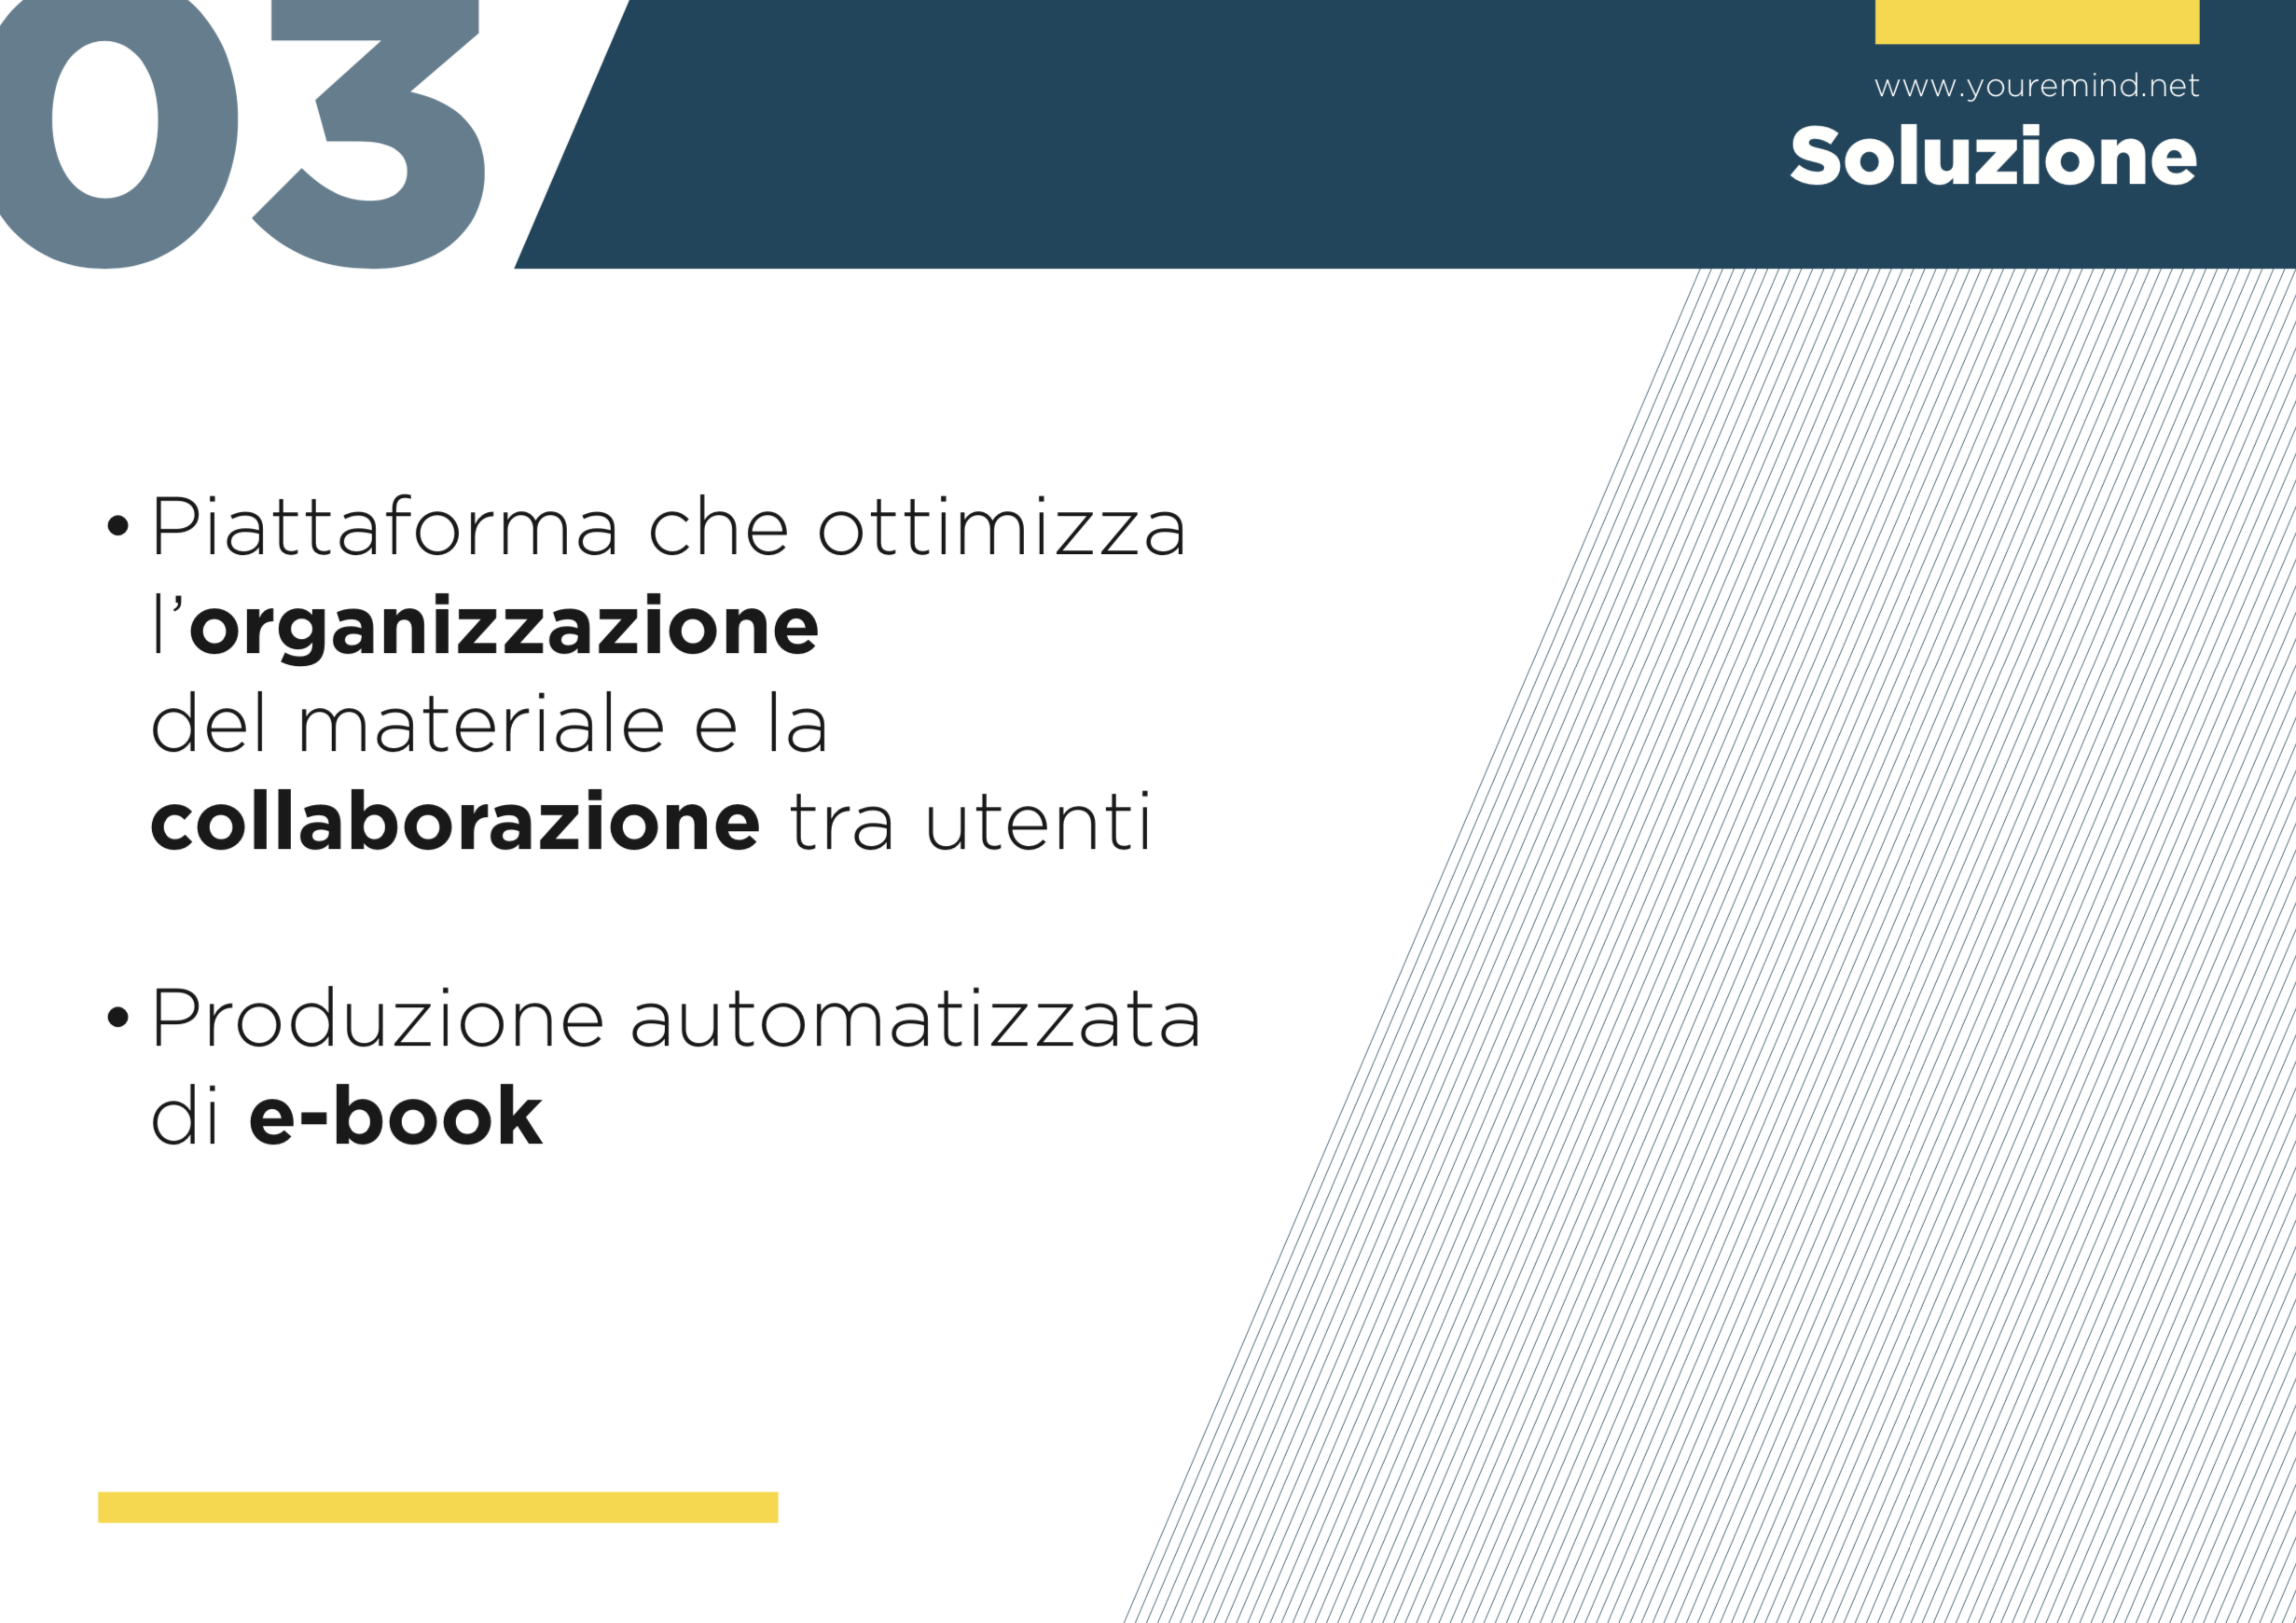 03
www.youremind.net
Soluzione
• Piattaforma che ottimizza
l’organizzazione
del materiale e la
collaborazione tra utenti
• Produzione automatizzata
di e-book